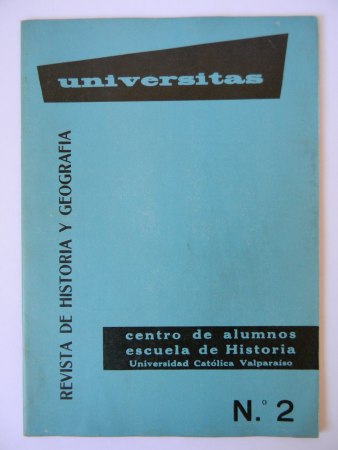 universitas
REVISTA DE HISTORIA Y GEOGRAFIA
centro de alumnos
escuela de Historia
Universidad Católica Valparaíso
N.º 2